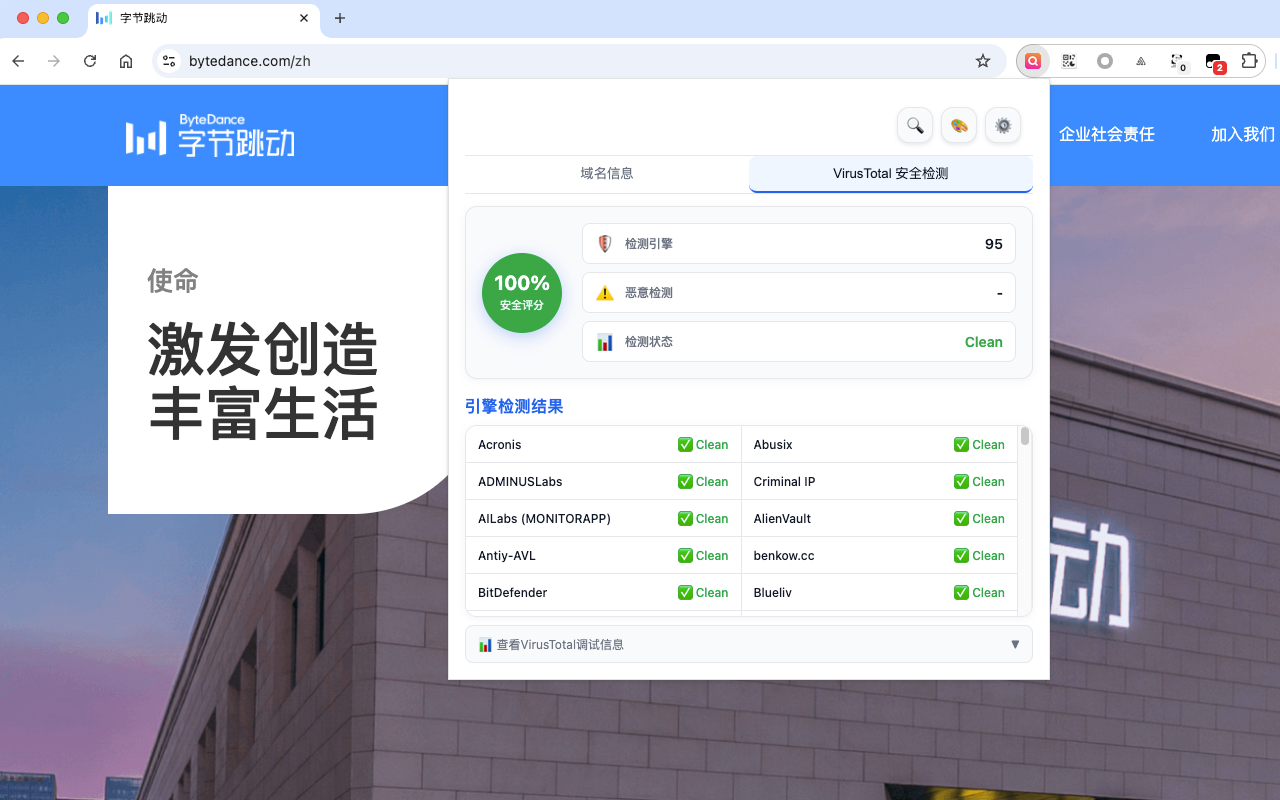 字节跳动
bytedance.com/zh
0
2
ByteDance
字节跳动
企业社会责任
加入我们
使命
激发创造
丰富生活
域名信息
VirusTotal 安全检测
100%
安全评分
检测引擎
95
恶意检测
-
检测状态
Clean
引擎检测结果
Acronis
✅ Clean
Abusix
✅ Clean
ADMINUSLabs
✅ Clean
Criminal IP
✅ Clean
AILabs (MONITORAPP)
✅ Clean
AlienVault
✅ Clean
Antiy-AVL
✅ Clean
benkow.cc
✅ Clean
BitDefender
✅ Clean
Blueliv
✅ Clean
查看VirusTotal调试信息
动